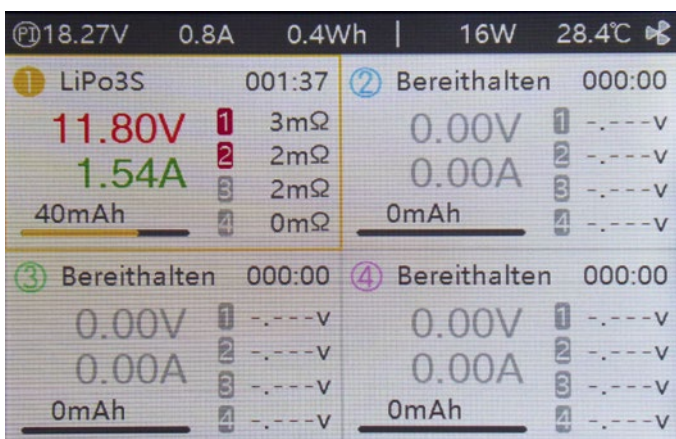 PI 18.27V 0.8A 0.4Wh | 16W 28.4℃
1 LiPo3S 001:37
11.80V
1.54A
40mAh
1 3mΩ
2 2mΩ
3 2mΩ
4 0mΩ
2 Bereithalten 000:00
0.00V
0.00A
0mAh
1 -.---v
2 -.---v
3 -.---v
4 -.---v
3 Bereithalten 000:00
0.00V
0.00A
0mAh
1 -.---v
2 -.---v
3 -.---v
4 -.---v
4 Bereithalten 000:00
0.00V
0.00A
0mAh
1 -.---v
2 -.---v
3 -.---v
4 -.---v